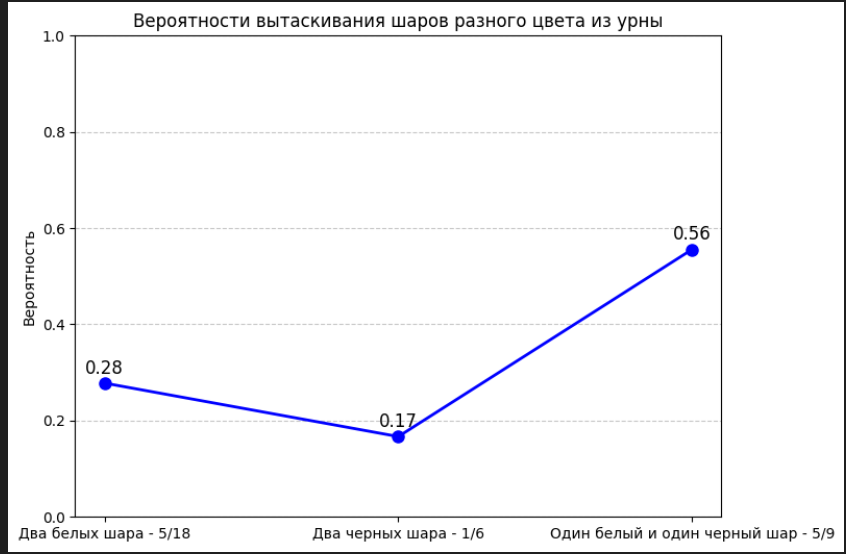 Вероятности вытаскивания шаров разного цвета из урны
1.0
0.8
0.6
0.4
0.2
0.0
Вероятность
0.28
0.17
0.56
Два белых шара - 5/18
Два черных шара - 1/6
Один белый и один черный шар - 5/9